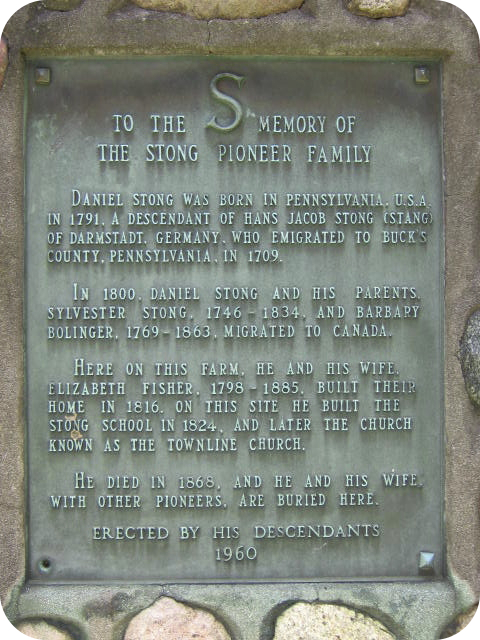 S
TO THE MEMORY OF
THE STONG PIONEER FAMILY
DANIEL STONG WAS BORN IN PENNSYLVANIA, U.S.A.
IN 1791, A DESCENDANT OF HANS JACOB STONG (STANG)
OF DARMSTADT, GERMANY, WHO EMIGRATED TO BUCK'S
COUNTY, PENNSYLVANIA, IN 1709.
IN 1800, DANIEL STONG AND HIS PARENTS,
SYLVESTER STONG, 1746-1834, AND BARBARY
BOLINGER, 1769-1863, MIGRATED TO CANADA.
HERE ON THIS FARM, HE AND HIS WIFE,
ELIZABETH FISHER, 1798-1885, BUILT THEIR
HOME IN 1816. ON THIS SITE HE BUILT THE
STONG SCHOOL IN 1824, AND LATER THE CHURCH
KNOWN AS THE TOWNLINE CHURCH.
HE DIED IN 1868, AND HE AND HIS WIFE,
WITH OTHER PIONEERS, ARE BURIED HERE.
ERECTED BY HIS DESCENDANTS
1960